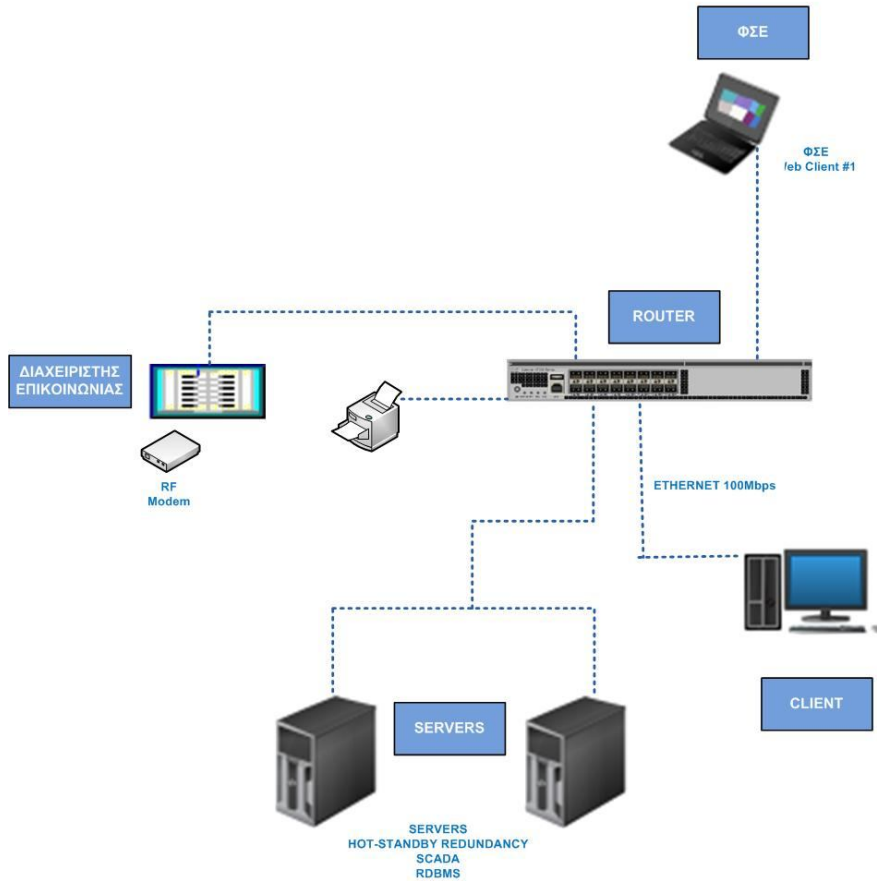 ΦΣΕ
ΦΣΕ
/eb Client #1
ROUTER
ΔΙΑΧΕΙΡΙΣΤΗΣ
ΕΠΙΚΟΙΝΩΝΙΑΣ
RF
Modem
ETHERNET 100Mbps
CLIENT
SERVERS
SERVERS
HOT-STANDBY REDUNDANCY
SCADA
RDBMS